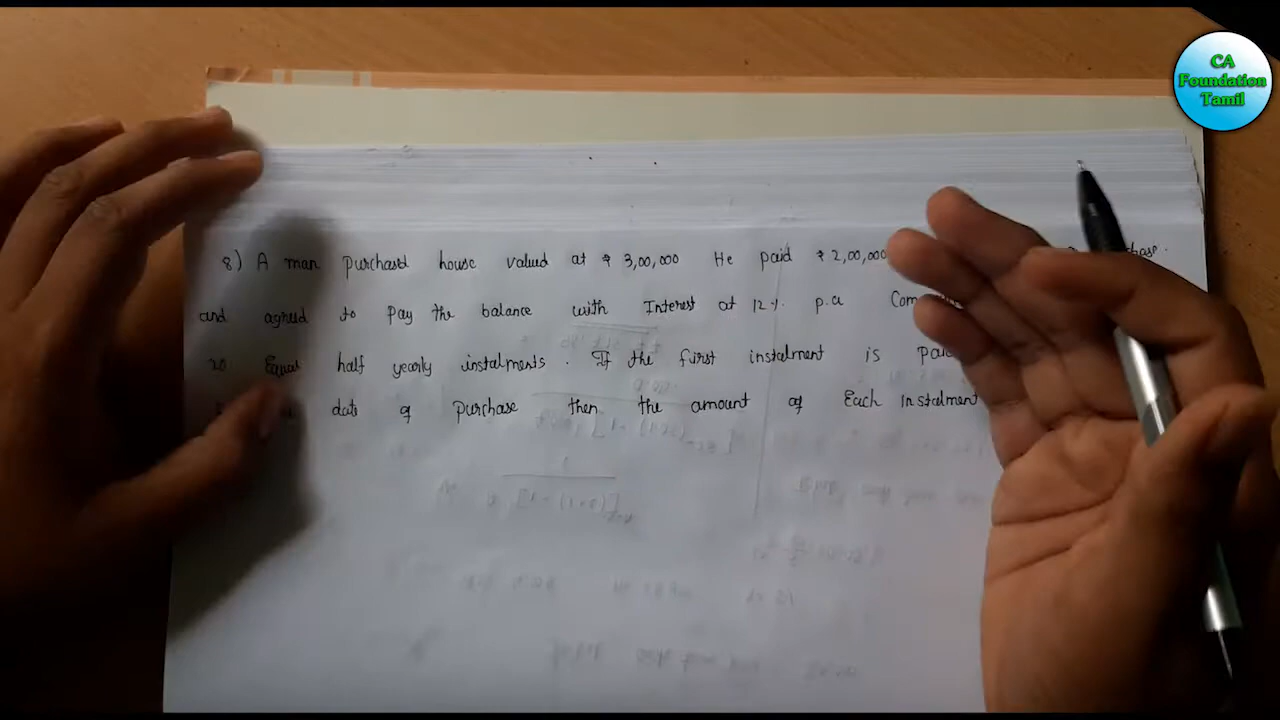 CA
Foundation
Tamil
8) A man purchased house valued at ₹ 3,00,000 He paid ₹ 2,00,000
and agreed to pay the balance with Interest at 12 %. p.a
20 Equal half yearly instalments. If the first instalment is paid
date of purchase then the amount of Each instalment